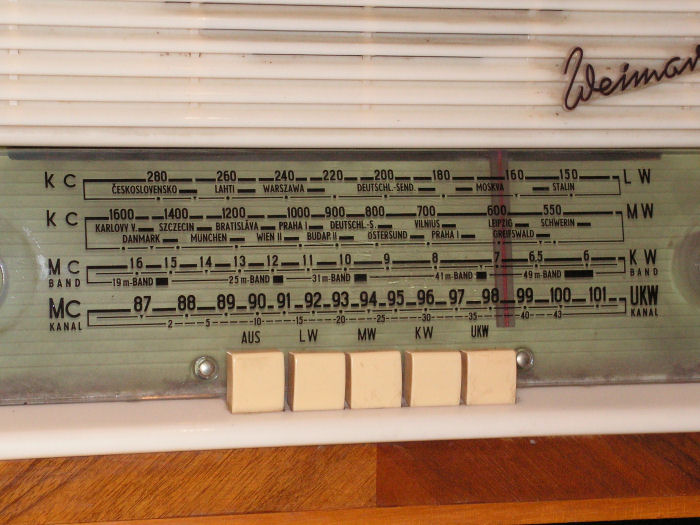 Weimar
KC 280 260 240 220 200 180 160 150 LW
ČESKOSLOVENSKO LAHTI WARSZAWA DEUTSCHL.-SEND. MOSKVA STALIN
KC 1600 1400 1200 1000 900 800 700 600 550 MW
KARLOVY V. SZCZECIN BRATISLÁVA PRAHA I DEUTSCHL.-S. VILNIUS LEIPZIG SCHWERIN
DANMARK MÜNCHEN WIEN II BUDAP. II ÖSTERSUND PRAHA I GREIFSWALD
MC 16 15 14 13 12 11 10 9 8 7 6,5 6 KW
BAND 19 m-BAND 25 m-BAND 31 m-BAND 41 m-BAND 49 m-BAND BAND
MC 87 88 89 90 91 92 93 94 95 96 97 98 99 100 101 UKW
KANAL 2 5 10 15 20 25 30 35 40 43 KANAL
AUS LW MW KW UKW